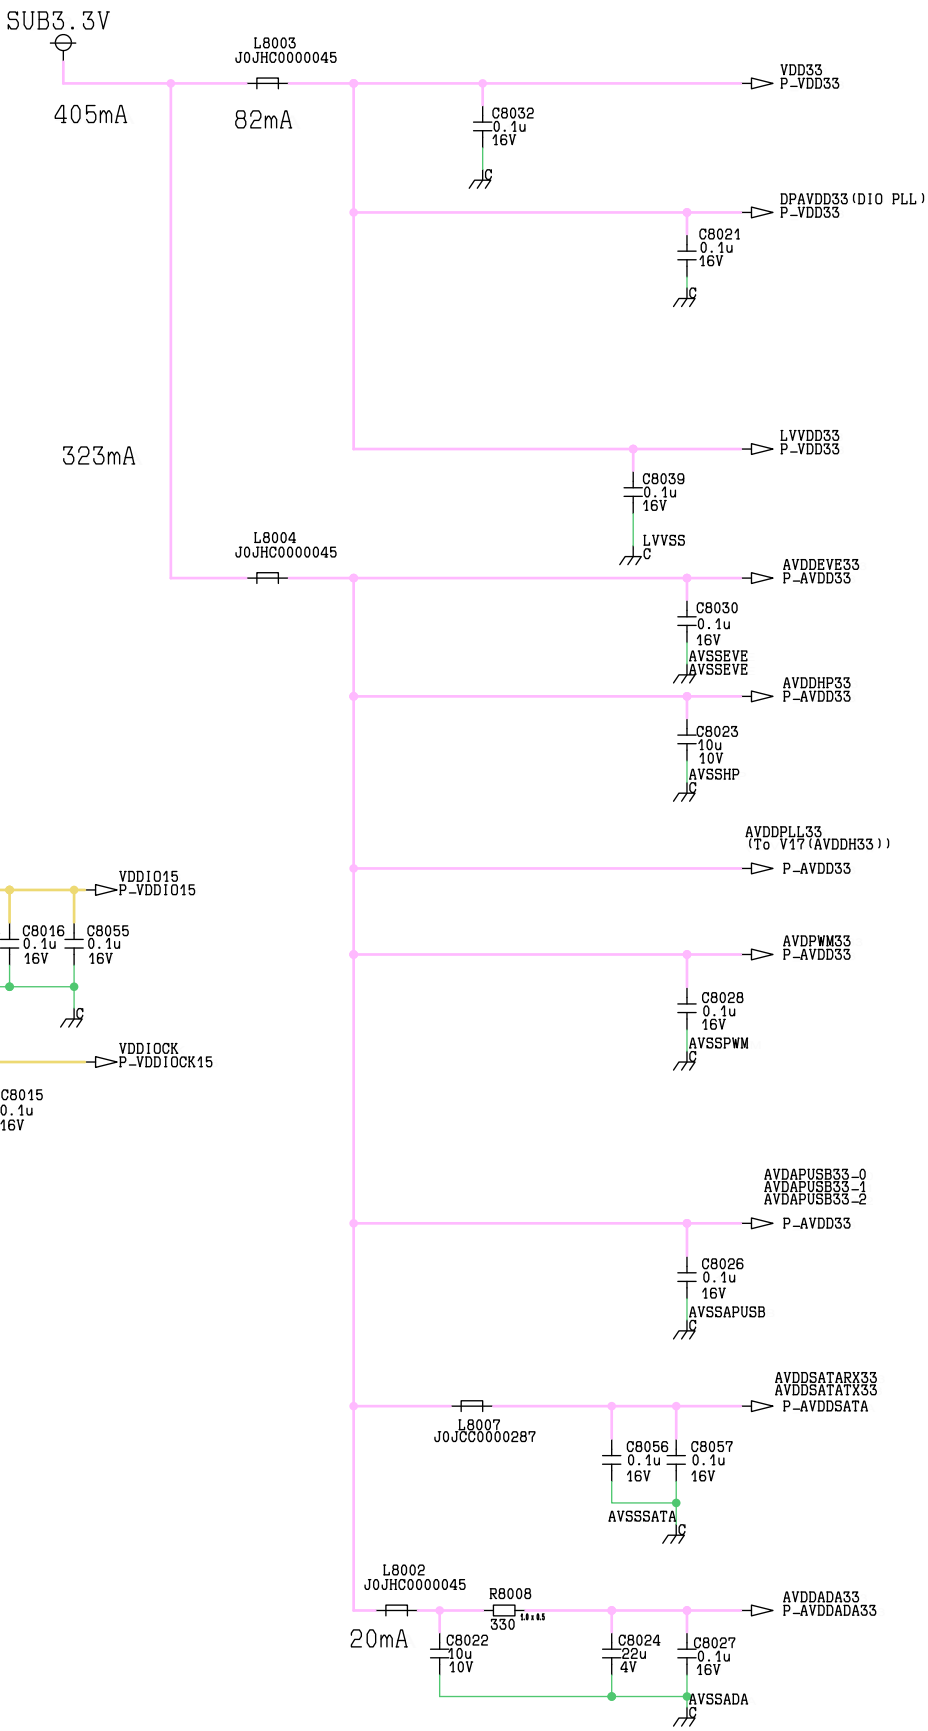 SUB3.3V
L8003
J0JHC0000045
405mA
82mA
VDD33
P_VDD33
C8032
0.1u
16V
C
DPAVDD33(DIO PLL)
P_VDD33
C8021
0.1u
16V
C
323mA
LVVDD33
P_VDD33
C8039
0.1u
16V
LVVSS
C
L8004
J0JHC0000045
AVDDEVE33
P_AVDD33
C8030
0.1u
16V
AVSSEVE
AVSSEVE
AVDDHP33
P_AVDD33
C8023
10u
10V
AVSSHP
C
AVDDPLL33
(To V17(AVDDH33))
P_AVDD33
VDDIO15
P_VDDIO15
C8016
0.1u
16V
C8055
0.1u
16V
C
AVDPWM33
P_AVDD33
C8028
0.1u
16V
AVSSPWM
C
VDDIOCK
P_VDDIOCK15
C8015
0.1u
16V
AVDAPUSB33_0
AVDAPUSB33_1
AVDAPUSB33_2
P_AVDD33
C8026
0.1u
16V
AVSSAPUSB
C
AVDDSATARX33
AVDDSATATX33
P_AVDDSATA
L8007
J0JCC0000287
C8056
0.1u
16V
C8057
0.1u
16V
AVSSSATA
C
L8002
J0JHC0000045
20mA
R8008
330
1.0x0.5
AVDDADA33
P_AVDDADA33
C8022
10u
10V
C8024
22u
4V
C8027
0.1u
16V
AVSSADA
C